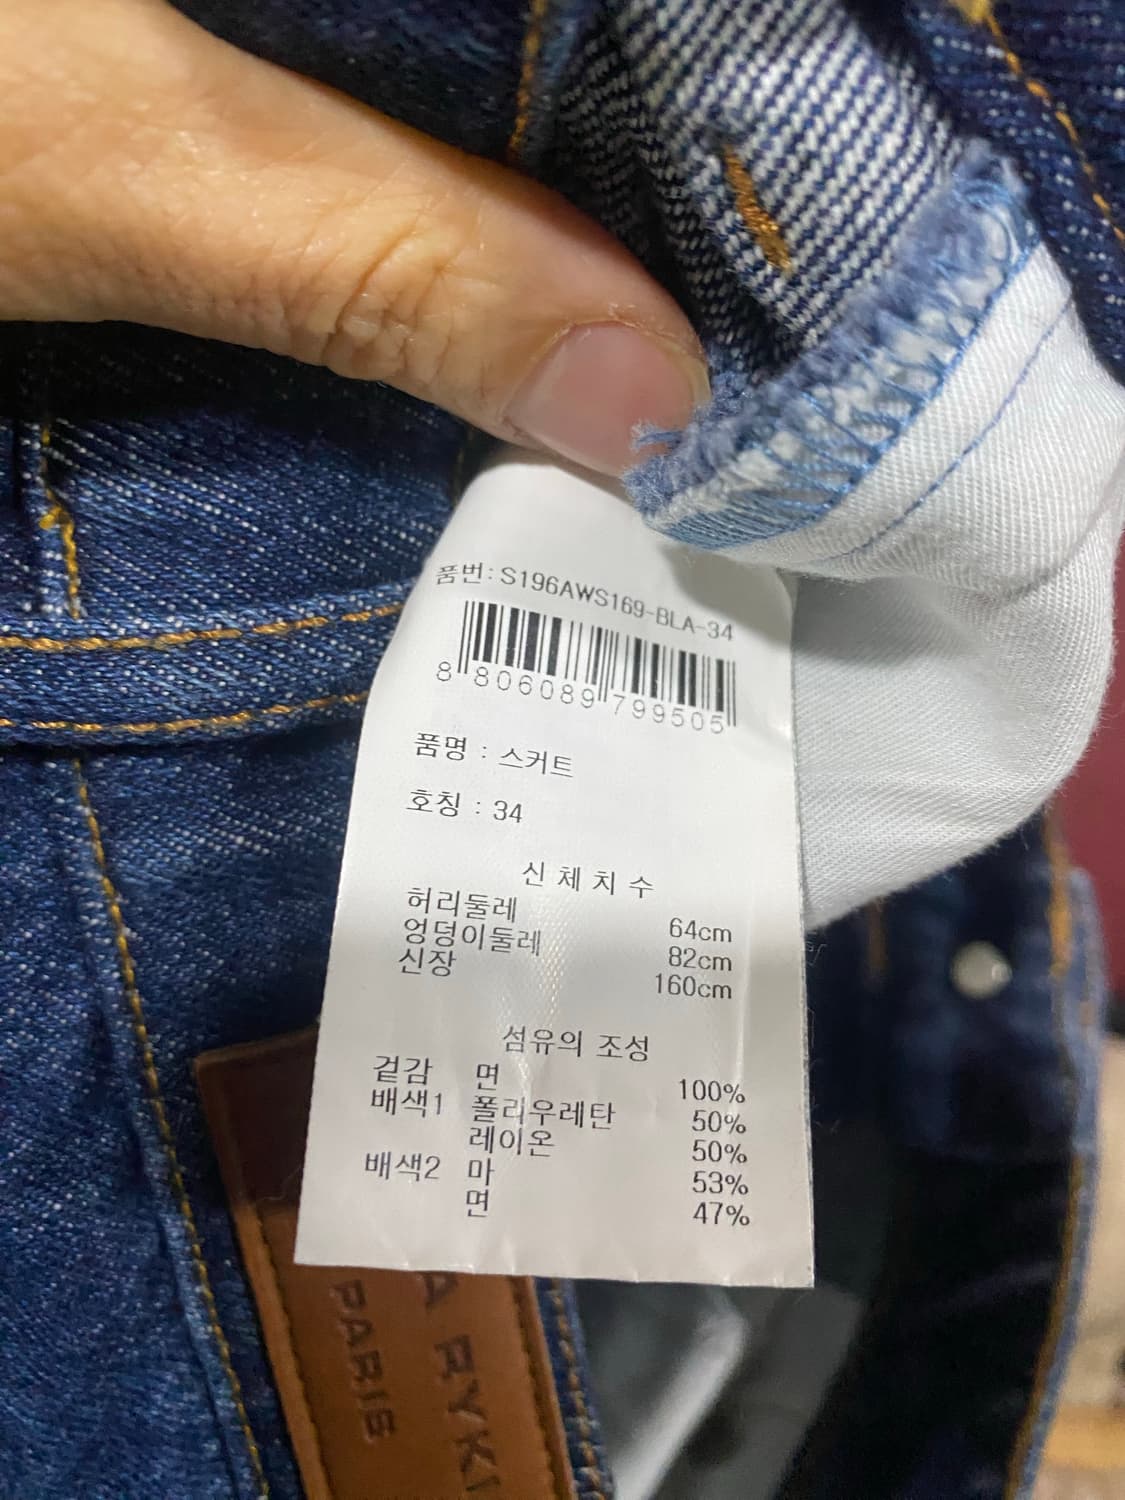 품번:S196AWS169-BLA-34
8 806089 799505
품명 : 스커트
호칭 : 34
신체치수
허리둘레 64cm
엉덩이둘레 82cm
신장 160cm
섬유의 조성
겉감 면 100%
배색1 폴리우레탄 50%
레이온 50%
배색2 마 53%
면 47%
A RYKI
PARIS